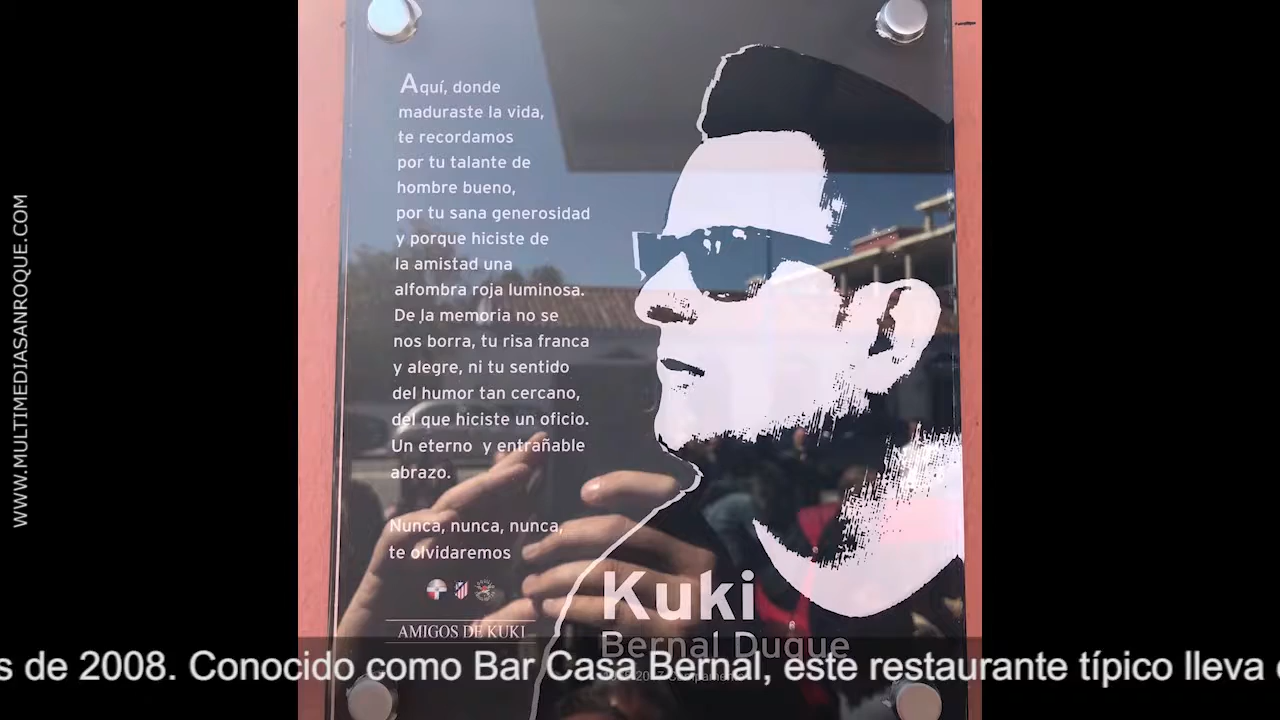 WWW.MULTIMEDIASANROQUE.COM
Aquí, donde
maduraste la vida,
te recordamos
por tu talante de
hombre bueno,
por tu sana generosidad
y porque hiciste de
la amistad una
alfombra roja luminosa.
De la memoria no se
nos borra, tu risa franca
y alegre, ni tu sentido
del humor tan cercano,
del que hiciste un oficio.
Un eterno y entrañable
abrazo.
Nunca, nunca, nunca,
te olvidaremos
AMIGOS DE KUKI
Kuki
Bernal Duque
s de 2008. Conocido como Bar Casa Bernal, este restaurante típico lleva